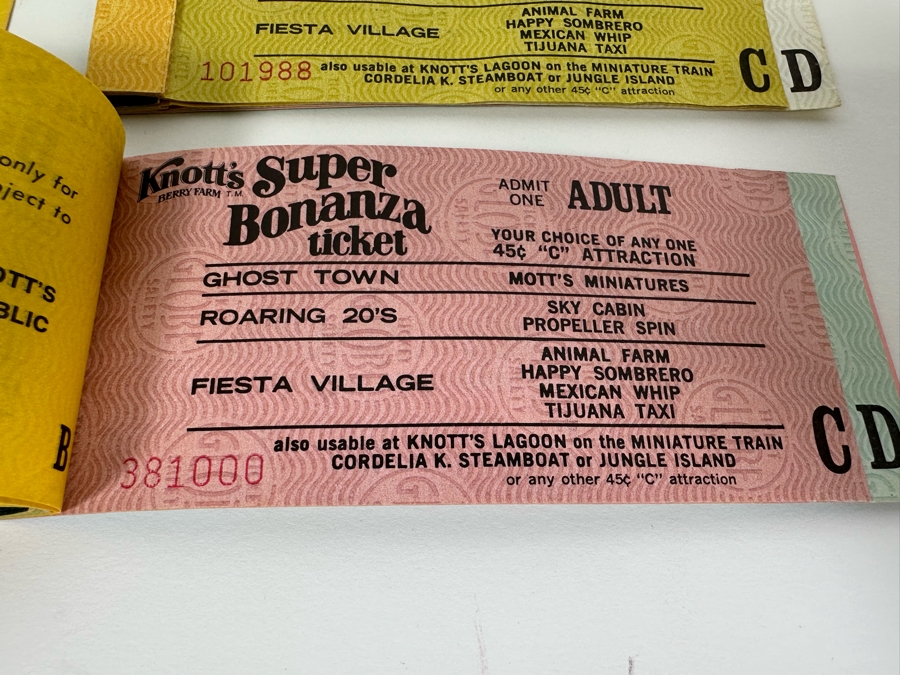 ANIMAL FARM
HAPPY SOMBRERO
FIESTA VILLAGE
MEXICAN WHIP
TIJUANA TAXI
101988 also usable at KNOTT'S LAGOON on the MINIATURE TRAIN
CORDELIA K. STEAMBOAT or JUNGLE ISLAND
or any other 45¢ "C" attraction
C D
only for
ject to
OTT'S
BLIC
B
Knott's
BERRY FARM T.M.
Super
Bonanza
ticket
ADMIT
ONE
ADULT
YOUR CHOICE OF ANY ONE
45¢ "C" ATTRACTION
GHOST TOWN MOTT'S MINIATURES
ROARING 20'S
SKY CABIN
PROPELLER SPIN
FIESTA VILLAGE
ANIMAL FARM
HAPPY SOMBRERO
MEXICAN WHIP
TIJUANA TAXI
381000 also usable at KNOTT'S LAGOON on the MINIATURE TRAIN
CORDELIA K. STEAMBOAT or JUNGLE ISLAND
or any other 45¢ "C" attraction
C D